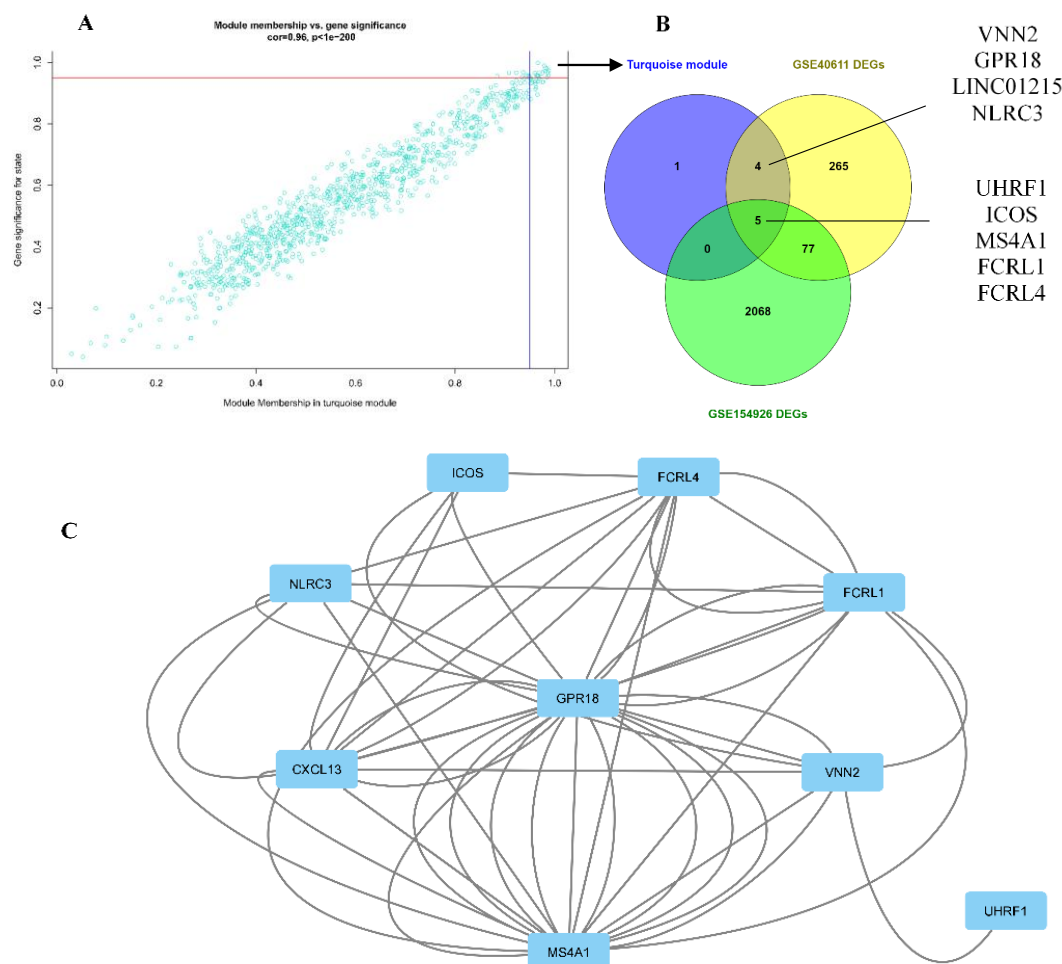 A
Module membership vs. gene significance
cor=0.96, p<1e-200
Gene significance for state
1.0
0.8
0.6
0.4
0.2
0.0
0.2
0.4
0.6
0.8
1.0
Module Membership in turquoise module
B
Turquoise module
GSE40611 DEGs
1
4
265
5
0
77
2068
GSE154926 DEGs
VNN2
GPR18
LINC01215
NLRC3
UHRF1
ICOS
MS4A1
FCRL1
FCRL4
C
ICOS
FCRL4
NLRC3
FCRL1
GPR18
CXCL13
VNN2
UHRF1
MS4A1